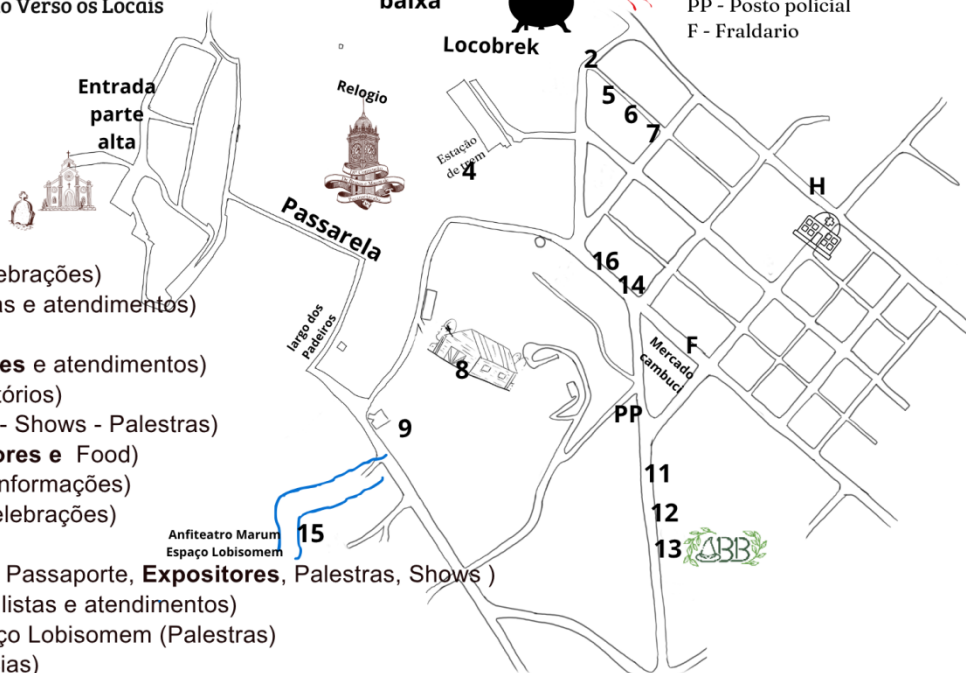 o Verso os Locais
baixa
PP - Posto policial
F - Fraldario
Locobrek
2
Entrada
parte
alta
Relogio
5
6
7
Estação
de trem
4
H
Passarela
16
14
ebrações)
as e atendimentos)
largo dos
Padeiros
F
Mercado
cambuci
es e atendimentos)
8
tórios)
PP
- Shows - Palestras)
9
ores e Food)
11
nformações)
elebrações)
12
Anfiteatro Marum
Espaço Lobisomem
15
13
ABB
Passaporte, Expositores, Palestras, Shows )
listas e atendimentos)
ço Lobisomem (Palestras)
ias)